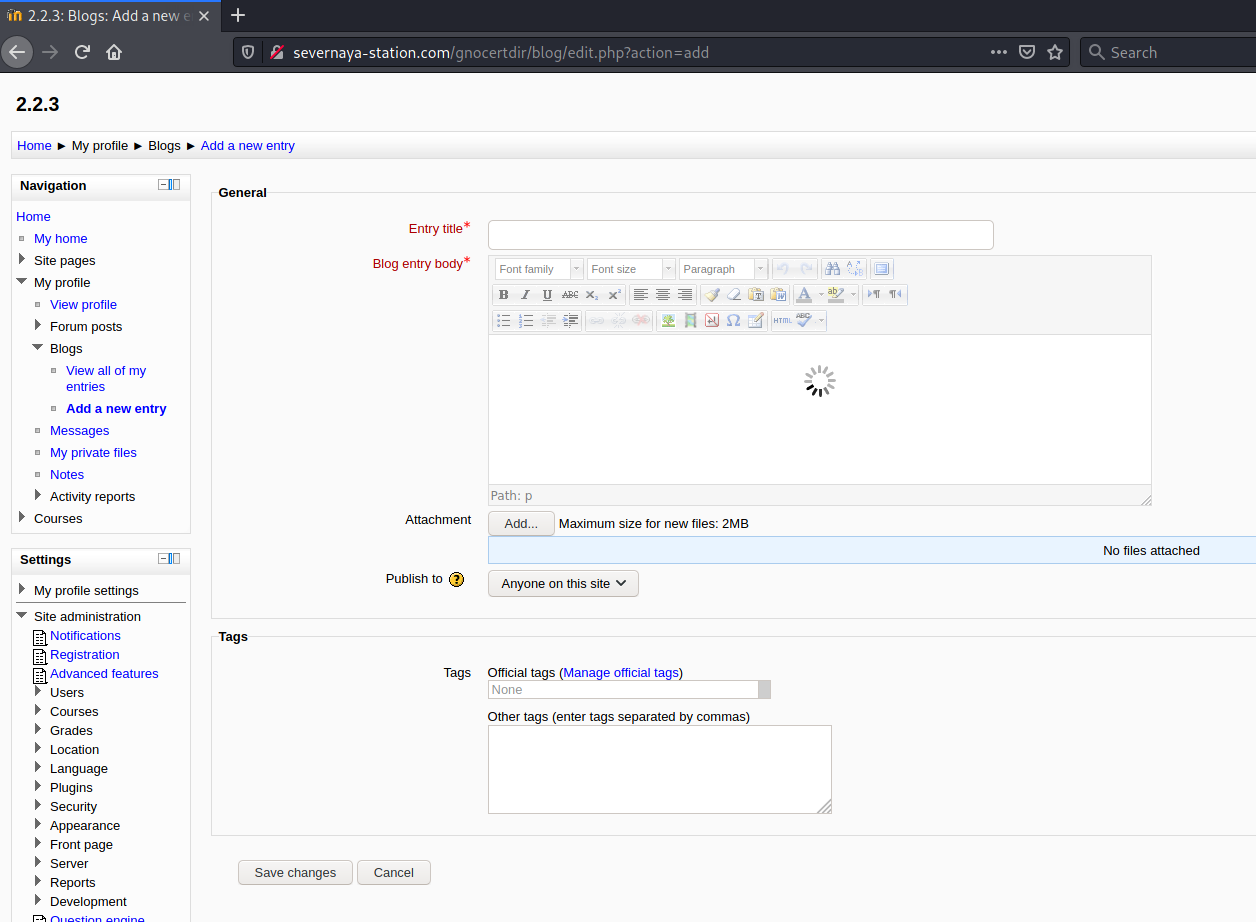 2.2.3: Blogs: Add a new e
severnaya-station.com/gnocertdir/blog/edit.php?action=add
Search
2.2.3
Home ► My profile ► Blogs ► Add a new entry
Navigation
Home
My home
Site pages
My profile
View profile
Forum posts
Blogs
View all of my
entries
Add a new entry
Messages
My private files
Notes
Activity reports
Courses
Settings
My profile settings
Site administration
Notifications
Registration
Advanced features
Users
Courses
Grades
Location
Language
Plugins
Security
Appearance
Front page
Server
Reports
Development
Question engine
General
Entry title*
Blog entry body*
Font family Font size Paragraph
B I U ABC x₂ x²
HTML ABC
Path: p
Attachment
Add... Maximum size for new files: 2MB
No files attached
Publish to ? Anyone on this site
Tags
Tags Official tags (Manage official tags)
None
Other tags (enter tags separated by commas)
Save changes Cancel